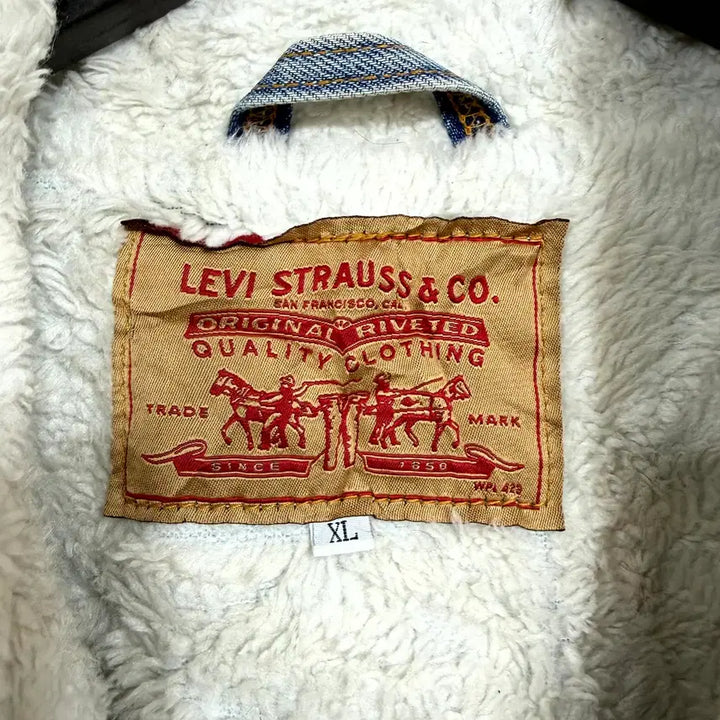 LEVI STRAUSS & CO.
SAN FRANCISCO, CAL
ORIGINAL RIVETED
QUALITY CLOTHING
TRADE MARK
SINCE 1850
WPL 423
XL